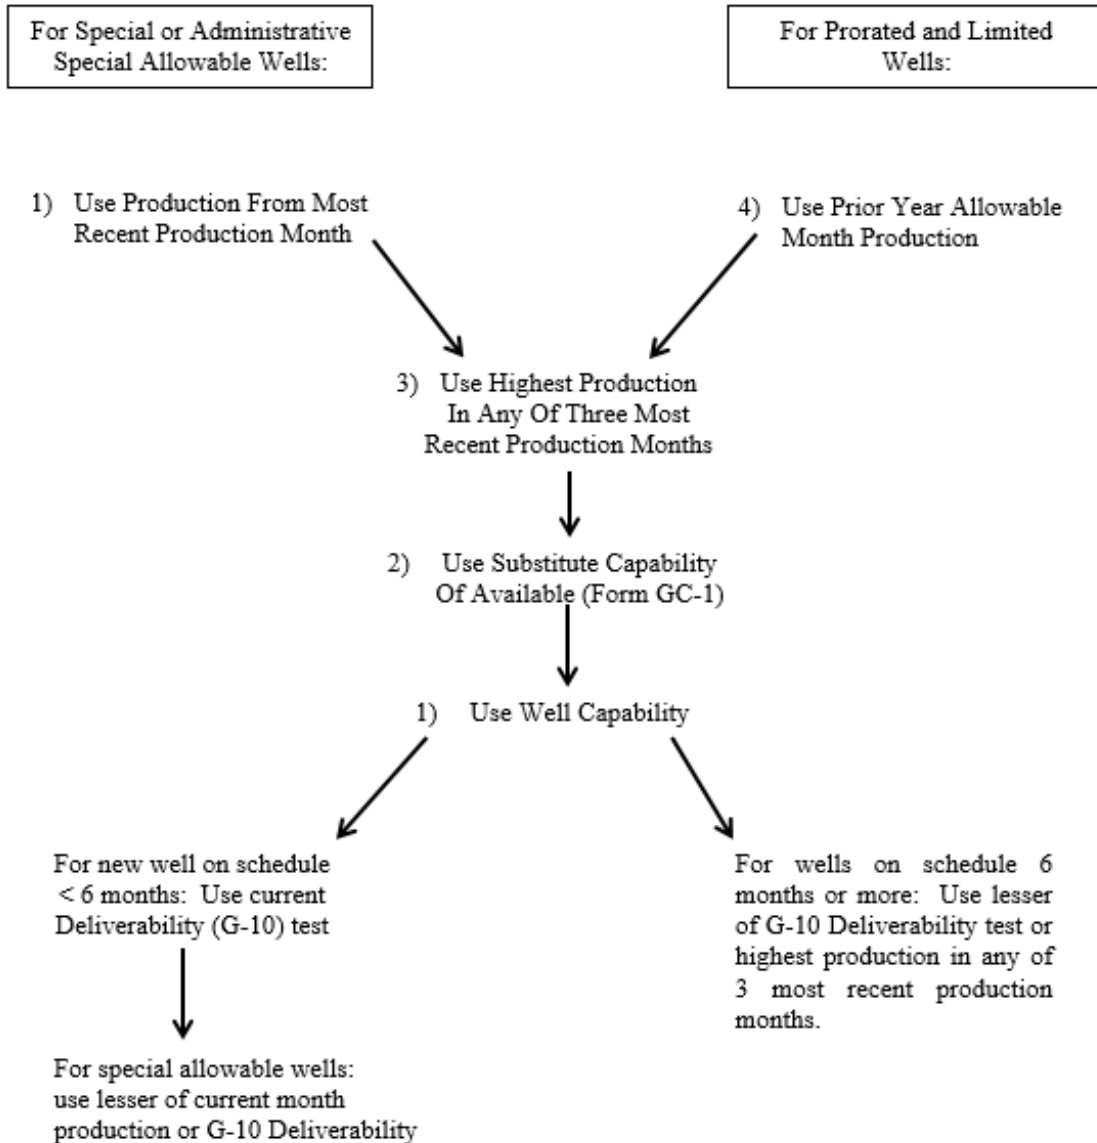 For Special or Administrative
Special Allowable Wells:
For Prorated and Limited
Wells:
1) Use Production From Most
Recent Production Month
4) Use Prior Year Allowable
Month Production
3) Use Highest Production
In Any Of Three Most
Recent Production Months
2) Use Substitute Capability
Of Available (Form GC-1)
1) Use Well Capability
For new well on schedule
< 6 months: Use current
Deliverability (G-10) test
For wells on schedule 6
months or more: Use lesser
of G-10 Deliverability test or
highest production in any of
3 most recent production
months.
For special allowable wells:
use lesser of current month
production or G-10 Deliverability